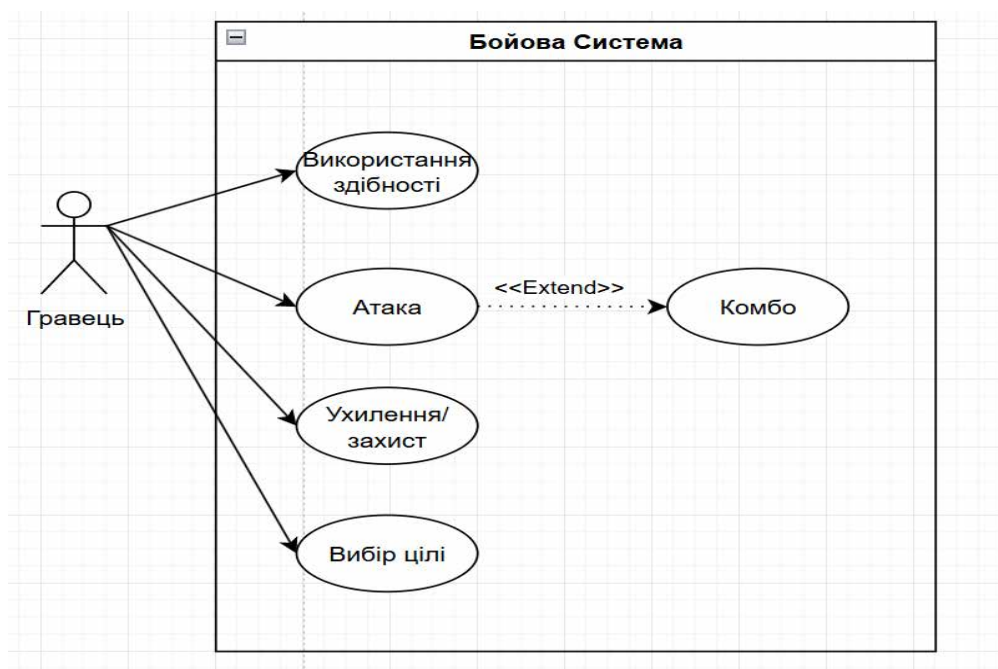 Бойова Система
Використання
здібності
Гравець
Атака
<<Extend>>
Комбо
Ухилення/
захист
Вибір цілі